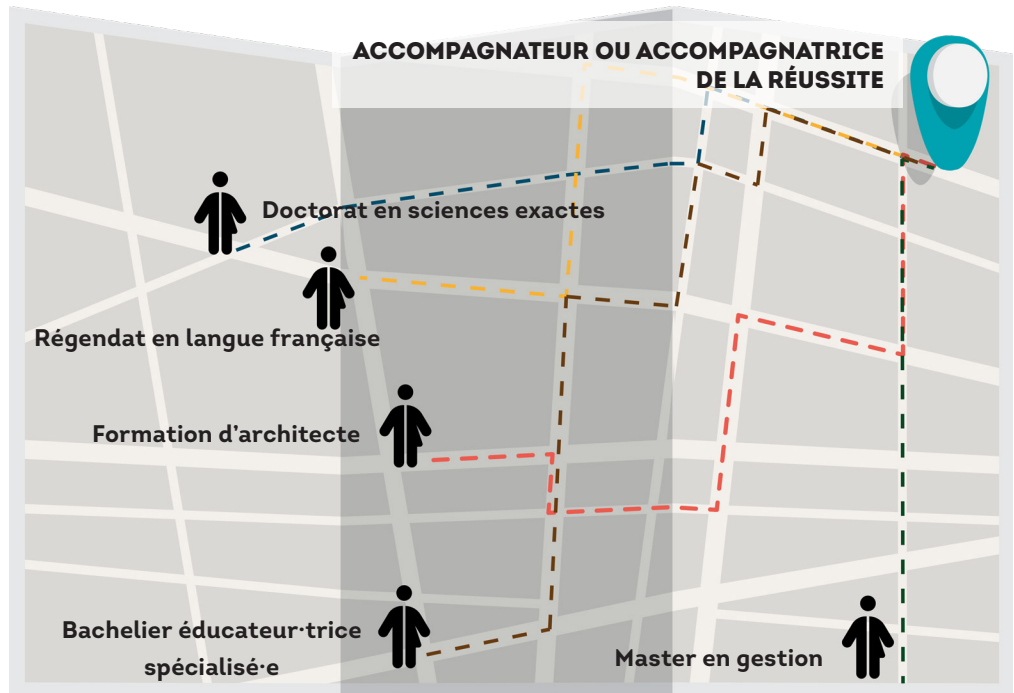 ACCOMPAGNATEUR OU ACCOMPAGNATRICE
DE LA RÉUSSITE
Doctorat en sciences exactes
Régendat en langue française
Formation d’architecte
Bachelier éducateur·trice
spécialisé·e
Master en gestion